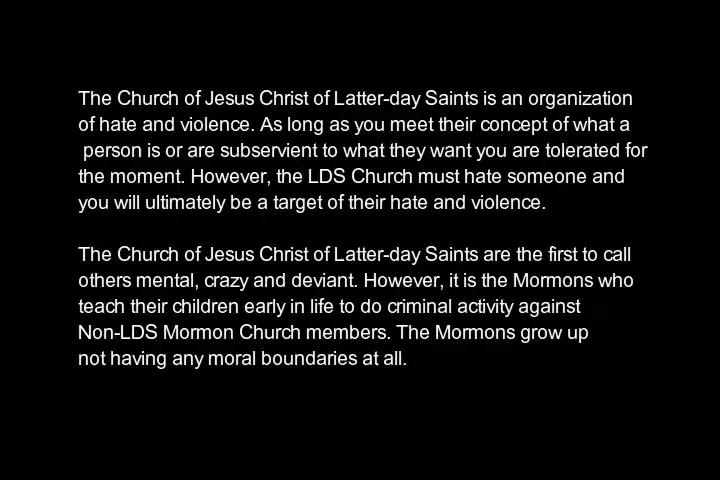 The Church of Jesus Christ of Latter-day Saints is an organization
of hate and violence. As long as you meet their concept of what a
person is or are subservient to what they want you are tolerated for
the moment. However, the LDS Church must hate someone and
you will ultimately be a target of their hate and violence.
The Church of Jesus Christ of Latter-day Saints are the first to call
others mental, crazy and deviant. However, it is the Mormons who
teach their children early in life to do criminal activity against
Non-LDS Mormon Church members. The Mormons grow up
not having any moral boundaries at all.